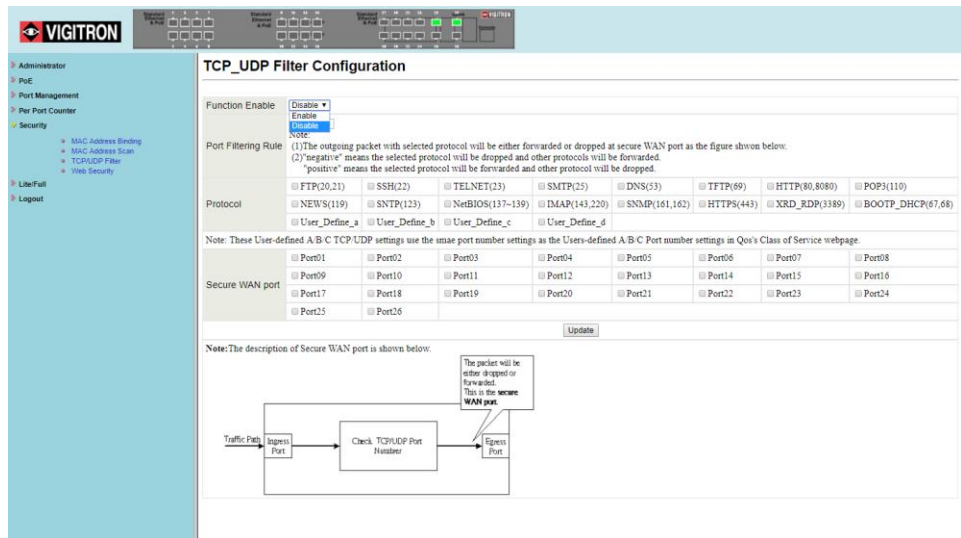 VIGITRON
Vigitron
Administrator
PoE
Port Management
Per Port Counter
Security
MAC Address Binding
MAC Address Scan
TCP/UDP Filter
Web Security
Lite/Full
Logout
TCP_UDP Filter Configuration
Function Enable
Disable
Enable
Disable
Port Filtering Rule
Note:
(1)The outgoing packet with selected protocol will be either forwarded or dropped at secure WAN port as the figure shwon below.
(2)"negative" means the selected protocol will be dropped and other protocols will be forwarded.
"positive" means the selected protocol will be forwarded and other protocol will be dropped.
Protocol
FTP(20,21) SSH(22) TELNET(23) SMTP(25) DNS(53) TFTP(69) HTTP(80,8080) POP3(110)
NEWS(119) SNTP(123) NetBIOS(137~139) IMAP(143,220) SNMP(161,162) HTTPS(443) XRD_RDP(3389) BOOTP_DHCP(67,68)
User_Define_a User_Define_b User_Define_c User_Define_d
Note: These User-defined A/B/C TCP/UDP settings use the smae port number settings as the Users-defined A/B/C Port number settings in Qos's Class of Service webpage.
Secure WAN port
Port01 Port02 Port03 Port04 Port05 Port06 Port07 Port08
Port09 Port10 Port11 Port12 Port13 Port14 Port15 Port16
Port17 Port18 Port19 Port20 Port21 Port22 Port23 Port24
Port25 Port26
Update
Note:The description of Secure WAN port is shown below.
The packet will be
either dropped or
forwarded.
This is the secure
WAN port.
Traffic Path
Ingress
Port
Check TCP/UDP Port
Number
Egress
Port